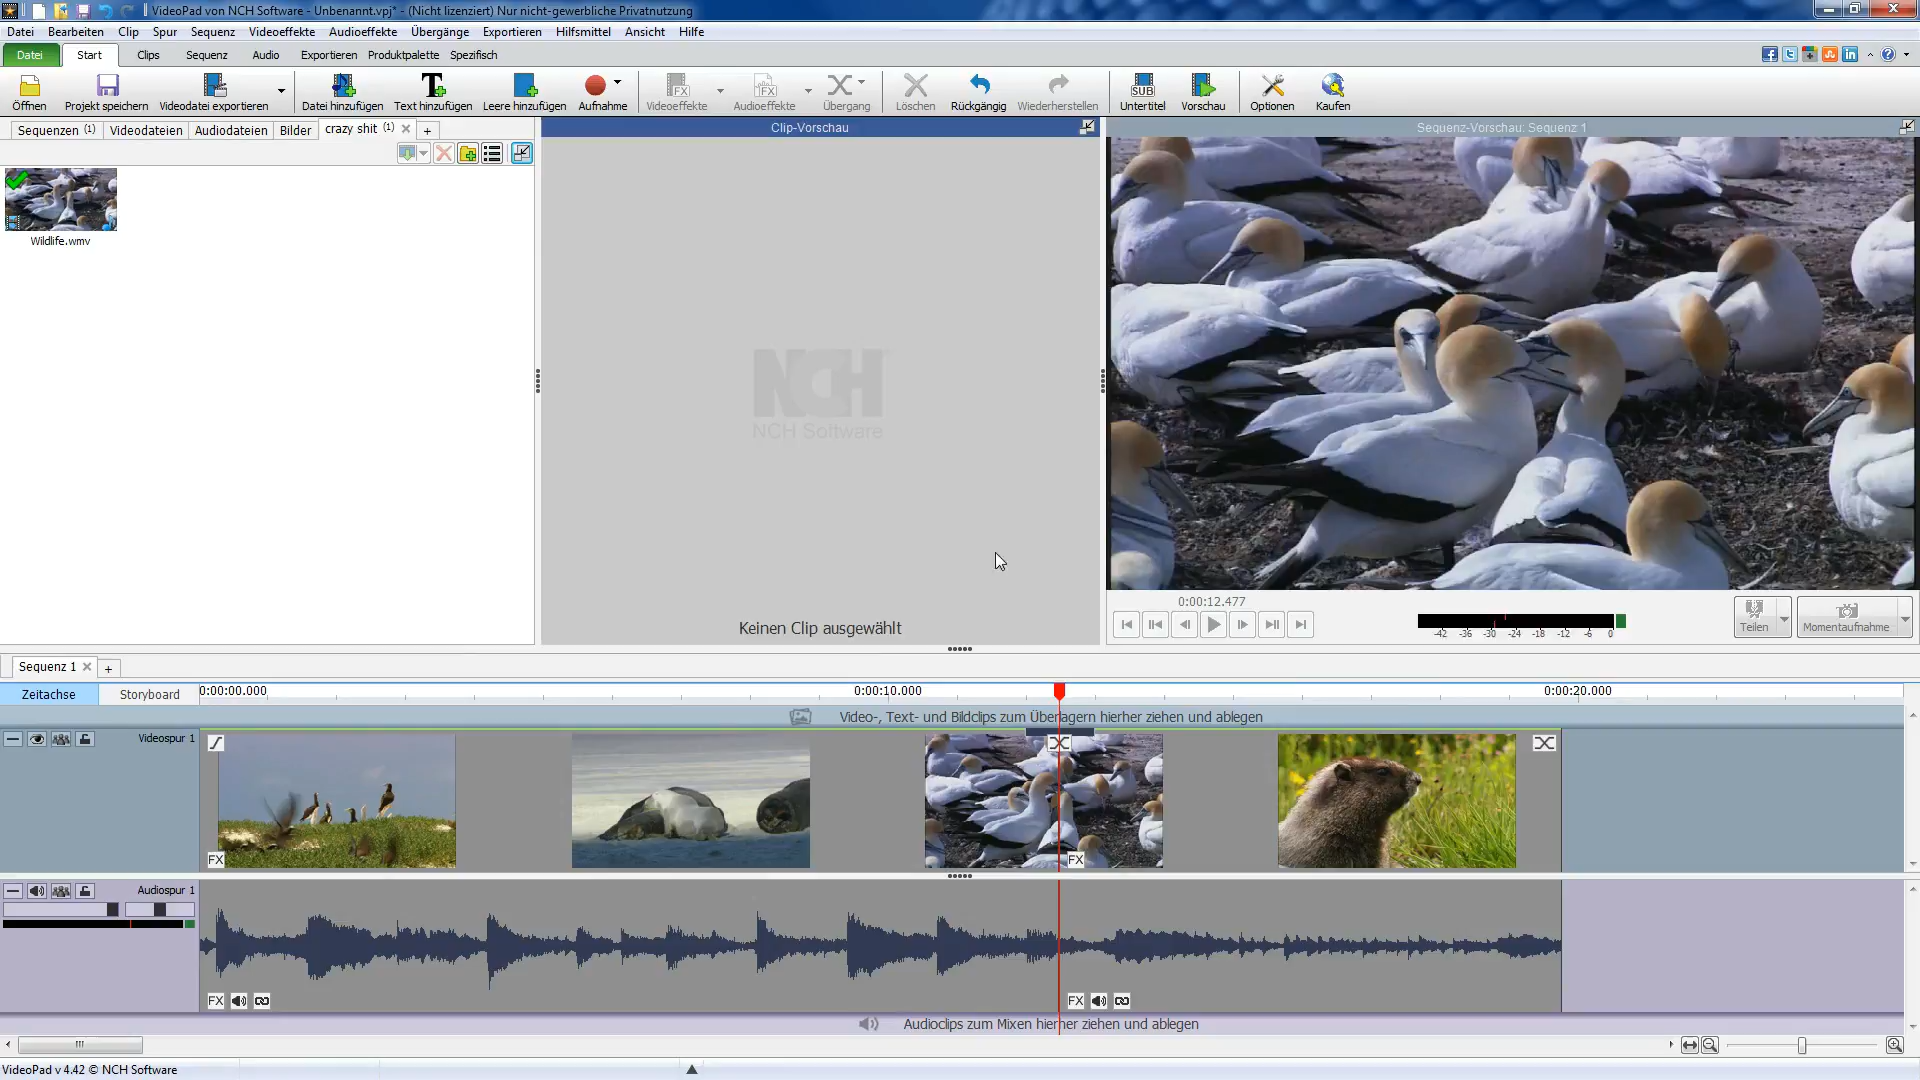 VideoPad von NCH Software - Unbenannt.vpj* - (Nicht lizenziert) Nur nicht-gewerbliche Privatnutzung
Datei Bearbeiten Clip Spur Sequenz Videoeffekte Audioeffekte Übergänge Exportieren Hilfsmittel Ansicht Hilfe
Datei Start Clips Sequenz Audio Exportieren Produktpalette Spezifisch
Öffnen Projekt speichern Videodatei exportieren Datei hinzufügen Text hinzufügen Leere hinzufügen Aufnahme Videoeffekte Audioeffekte Übergang Löschen Rückgängig Wiederherstellen Untertitel Vorschau Optionen Kaufen
Sequenzen (1) Videodateien Audiodateien Bilder crazy shit (1) +
Clip-Vorschau
Sequenz-Vorschau: Sequenz 1
Wildlife.wmv
NCH
NCH Software
Keinen Clip ausgewählt
0:00:12.477
-42 -36 -30 -24 -18 -12 -6 0
Teilen
Momentaufnahme
Sequenz 1 +
Zeitachse Storyboard
0:00:00.000 0:00:10.000 0:00:20.000
Video-, Text- und Bildclips zum Überlagern hierher ziehen und ablegen
Videospur 1
FX FX
Audiospur 1
FX FX
Audioclips zum Mixen hierher ziehen und ablegen
VideoPad v 4.42 © NCH Software